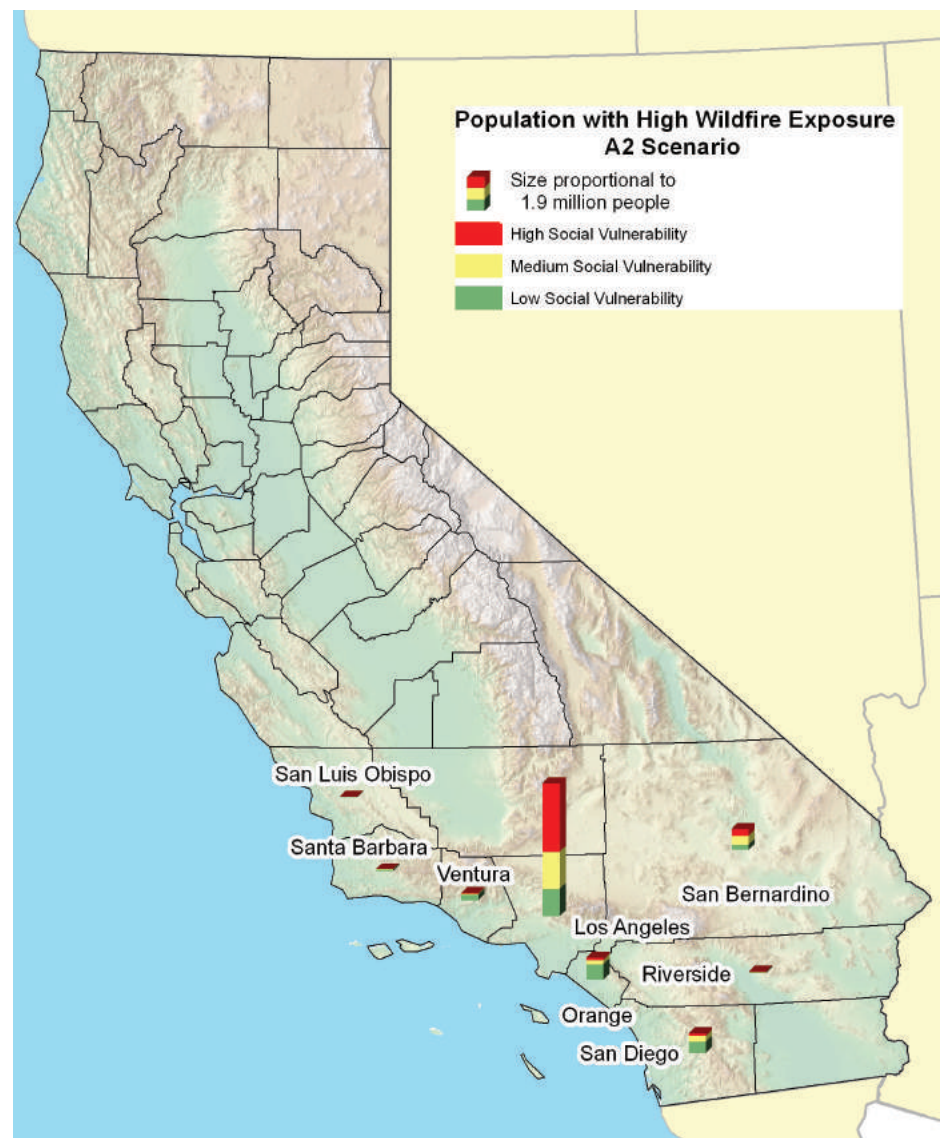 Population with High Wildfire Exposure
A2 Scenario
Size proportional to
1.9 million people
High Social Vulnerability
Medium Social Vulnerability
Low Social Vulnerability
San Luis Obispo
Santa Barbara
Ventura
San Bernardino
Los Angeles
Riverside
Orange
San Diego